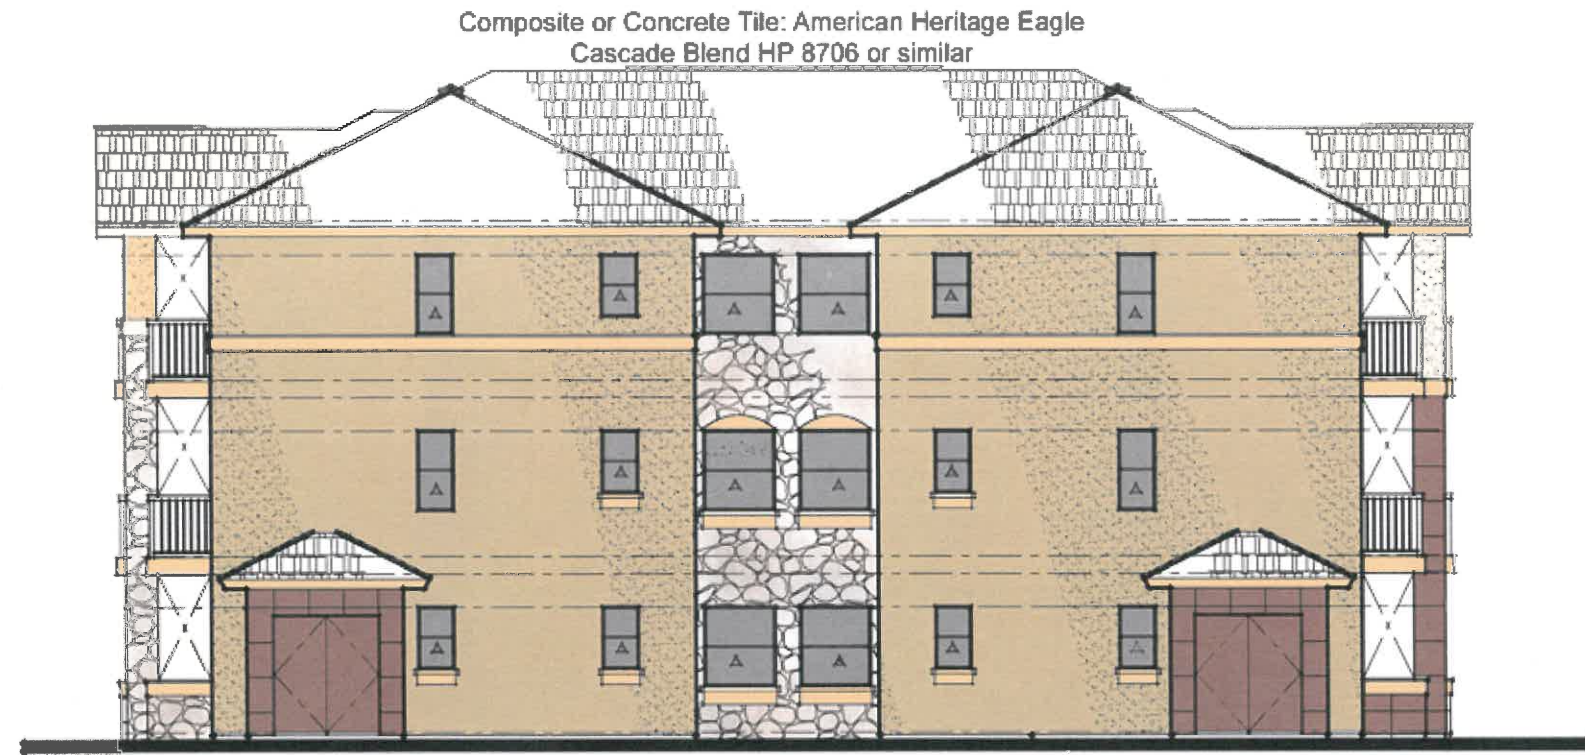 Composite or Concrete Tile: American Heritage Eagle
Cascade Blend HP 8706 or similar
X
X
X
X
X
X